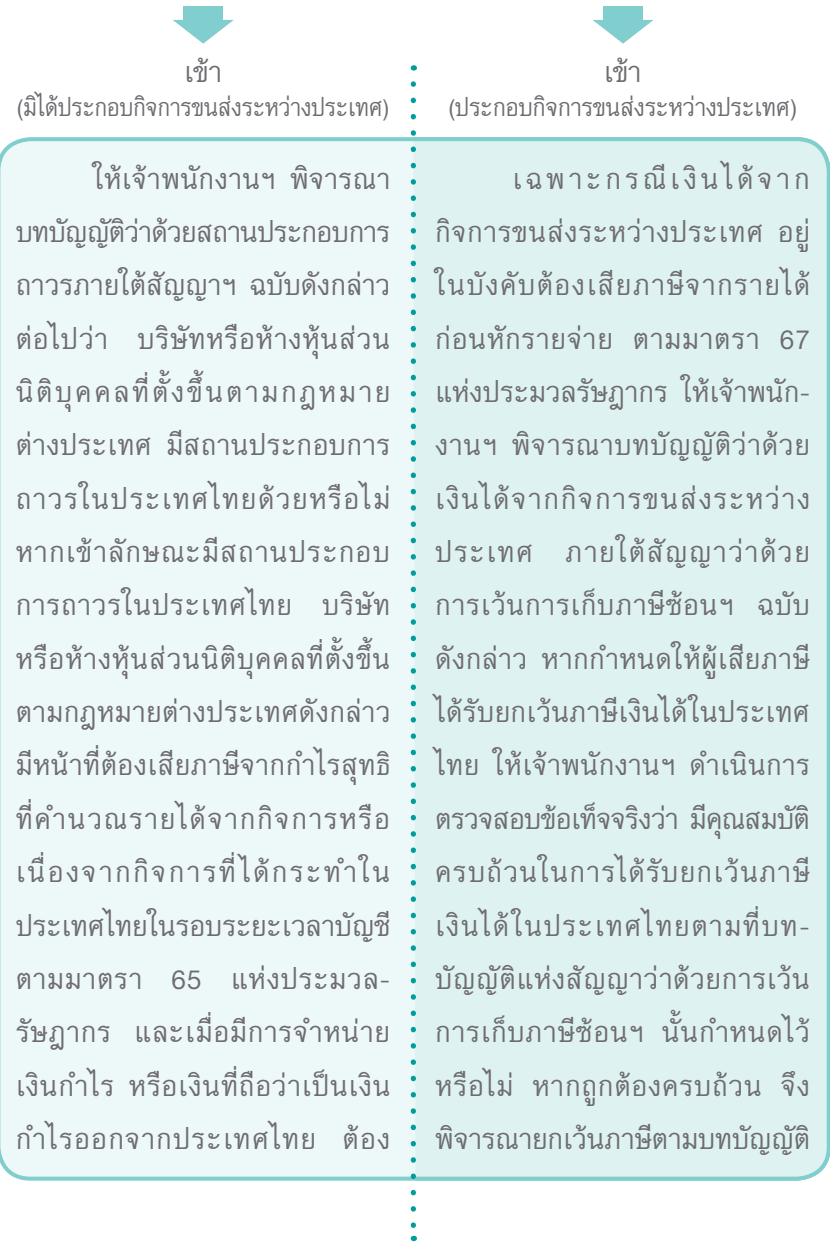 เข้า
(มิได้ประกอบกิจการขนส่งระหว่างประเทศ)
ให้เจ้าพนักงานฯ พิจารณา
บทบัญญัติว่าด้วยสถานประกอบการ
ถาวรภายใต้สัญญาฯ ฉบับดังกล่าว
ต่อไปว่า บริษัทหรือห้างหุ้นส่วน
นิติบุคคลที่ตั้งขึ้นตามกฎหมาย
ต่างประเทศ มีสถานประกอบการ
ถาวรในประเทศไทยด้วยหรือไม่
หากเข้าลักษณะมีสถานประกอบ
การถาวรในประเทศไทย บริษัท
หรือห้างหุ้นส่วนนิติบุคคลที่ตั้งขึ้น
ตามกฎหมายต่างประเทศดังกล่าว
มีหน้าที่ต้องเสียภาษีจากกำไรสุทธิ
ที่คำนวณรายได้จากกิจการหรือ
เนื่องจากกิจการที่ได้กระทำใน
ประเทศไทยในรอบระยะเวลาบัญชี
ตามมาตรา 65 แห่งประมวล-
รัษฎากร และเมื่อมีการจำหน่าย
เงินกำไร หรือเงินที่ถือว่าเป็นเงิน
กำไรออกจากประเทศไทย ต้อง
เข้า
(ประกอบกิจการขนส่งระหว่างประเทศ)
เฉพาะกรณีเงินได้จาก
กิจการขนส่งระหว่างประเทศ อยู่
ในบังคับต้องเสียภาษีจากรายได้
ก่อนหักรายจ่าย ตามมาตรา 67
แห่งประมวลรัษฎากร ให้เจ้าพนัก-
งานฯ พิจารณาบทบัญญัติว่าด้วย
เงินได้จากกิจการขนส่งระหว่าง
ประเทศ ภายใต้สัญญาว่าด้วย
การเว้นการเก็บภาษีซ้อนฯ ฉบับ
ดังกล่าว หากกำหนดให้ผู้เสียภาษี
ได้รับยกเว้นภาษีเงินได้ในประเทศ
ไทย ให้เจ้าพนักงานฯ ดำเนินการ
ตรวจสอบข้อเท็จจริงว่า มีคุณสมบัติ
ครบถ้วนในการได้รับยกเว้นภาษี
เงินได้ในประเทศไทยตามที่บท-
บัญญัติแห่งสัญญาว่าด้วยการเว้น
การเก็บภาษีซ้อนฯ นั้นกำหนดไว้
หรือไม่ หากถูกต้องครบถ้วน จึง
พิจารณายกเว้นภาษีตามบทบัญญัติ